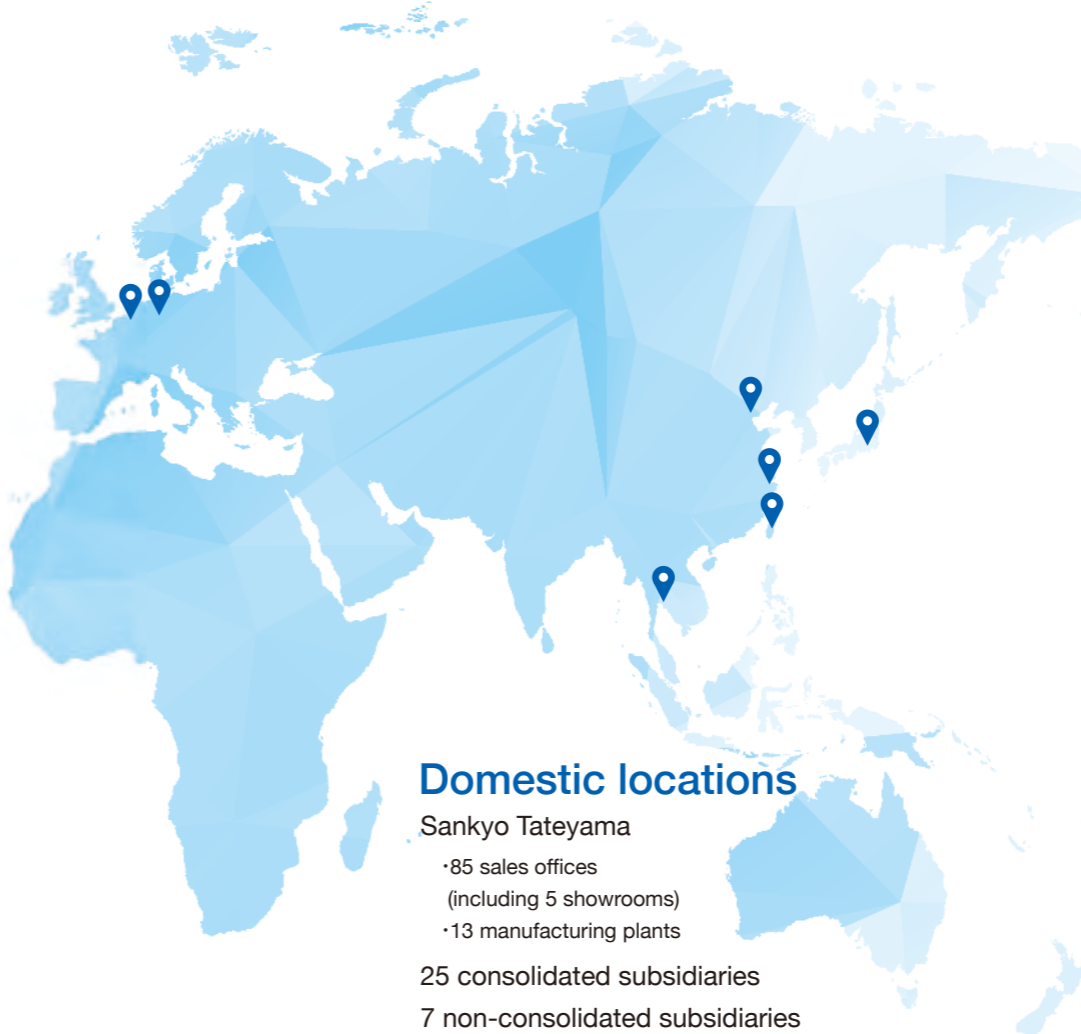 Domestic locations
Sankyo Tateyama
・85 sales offices
(including 5 showrooms)
・13 manufacturing plants
25 consolidated subsidiaries
7 non-consolidated subsidiaries